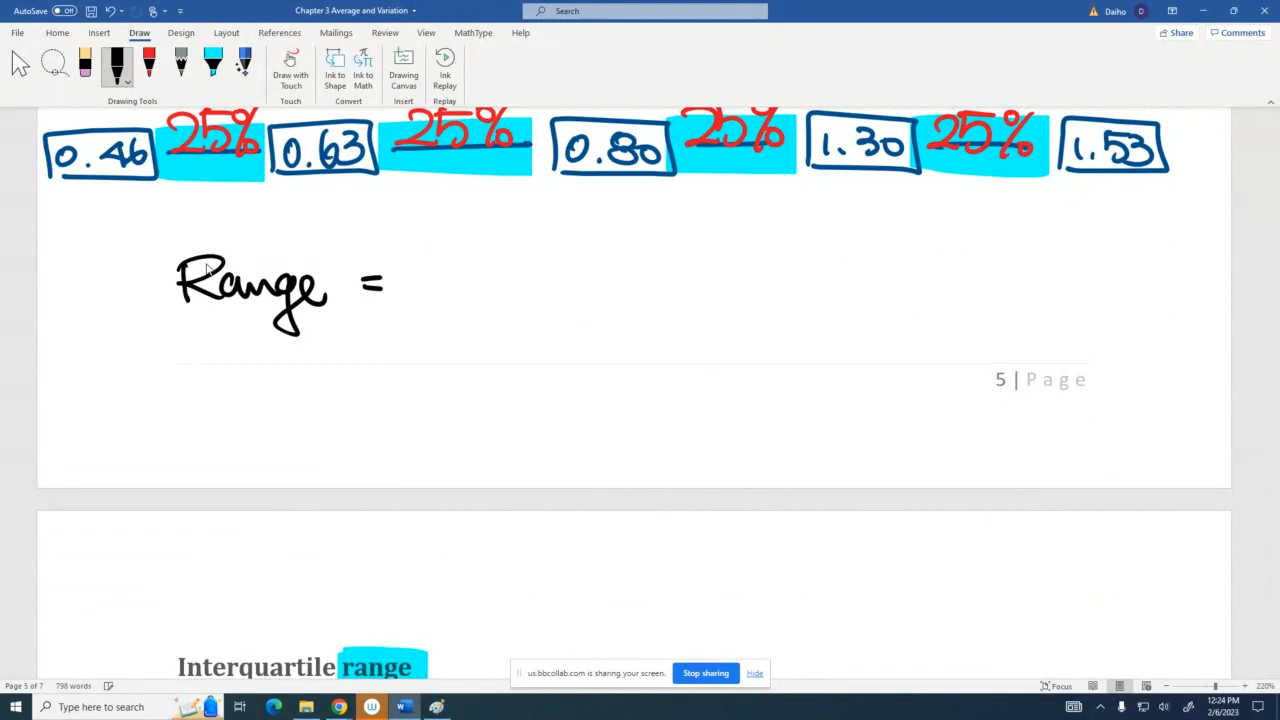 AutoSave Off Chapter 3 Average and Variation Search Daiho D
File Home Insert Draw Design Layout References Mailings Review View MathType Help Share Comments
Draw with Touch Ink to Shape Ink to Math Drawing Canvas Ink Replay
Drawing Tools Touch Convert Insert Replay
0.46 25% 0.63 25% 0.80 25% 1.30 25% 1.53
Range =
5 | Page
Interquartile range
us.bbcollab.com is sharing your screen. Stop sharing Hide
Page 5 of 7 798 words Focus 220%
Type here to search 12:24 PM
2/6/2023